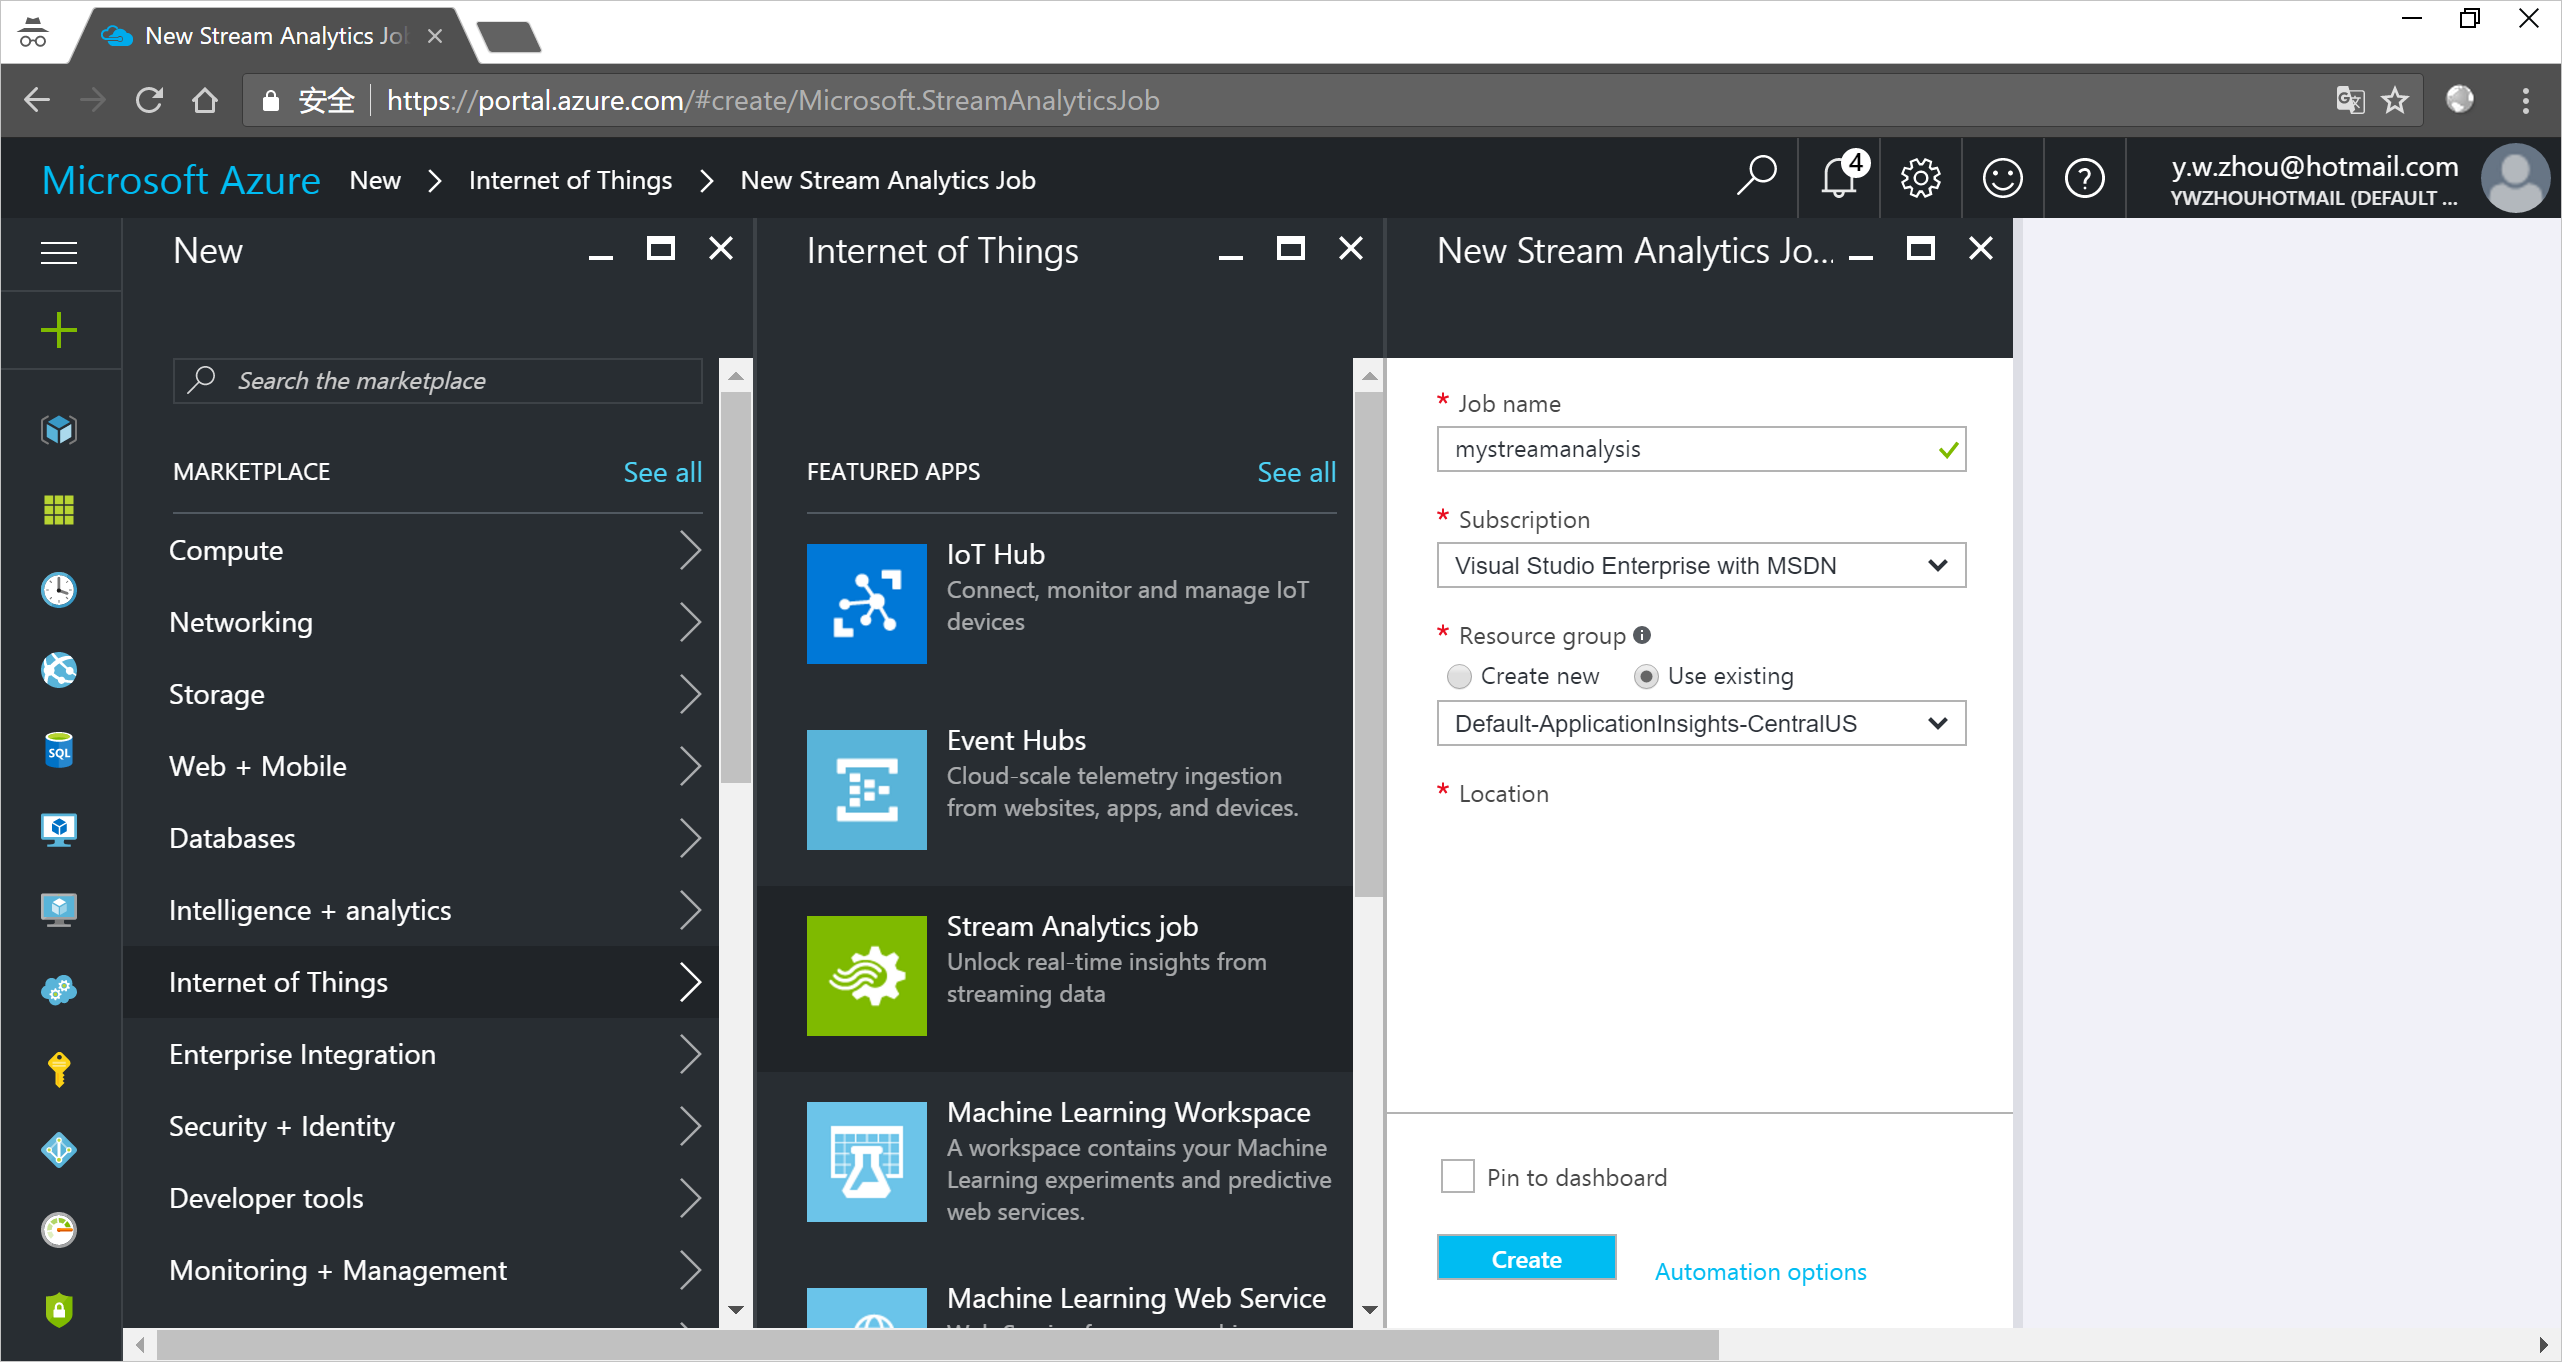 New Stream Analytics Job
安全 https://portal.azure.com/#create/Microsoft.StreamAnalyticsJob
Microsoft Azure New Internet of Things New Stream Analytics Job
4
y.w.zhou@hotmail.com
YWZHOUHOTMAIL (DEFAULT ...
New
Search the marketplace
MARKETPLACE See all
Compute
Networking
Storage
Web + Mobile
SQL
Databases
Intelligence + analytics
Internet of Things
Enterprise Integration
Security + Identity
Developer tools
Monitoring + Management
Internet of Things
FEATURED APPS See all
IoT Hub
Connect, monitor and manage IoT
devices
Event Hubs
Cloud-scale telemetry ingestion
from websites, apps, and devices.
Stream Analytics job
Unlock real-time insights from
streaming data
Machine Learning Workspace
A workspace contains your Machine
Learning experiments and predictive
web services.
Machine Learning Web Service
New Stream Analytics Jo...
* Job name
mystreamanalysis
* Subscription
Visual Studio Enterprise with MSDN
* Resource group
Create new Use existing
Default-ApplicationInsights-CentralUS
* Location
Pin to dashboard
Create Automation options